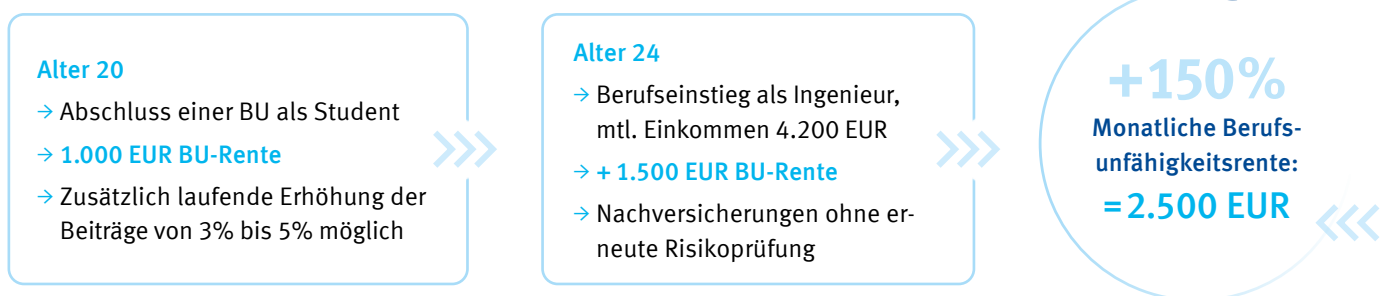 Alter 20
→ Abschluss einer BU als Student
→ 1.000 EUR BU-Rente
→ Zusätzlich laufende Erhöhung der
Beiträge von 3% bis 5% möglich
Alter 24
→ Berufseinstieg als Ingenieur,
mtl. Einkommen 4.200 EUR
→ + 1.500 EUR BU-Rente
→ Nachversicherungen ohne er-
neute Risikoprüfung
+150%
Monatliche Berufs-
unfähigkeitsrente:
= 2.500 EUR